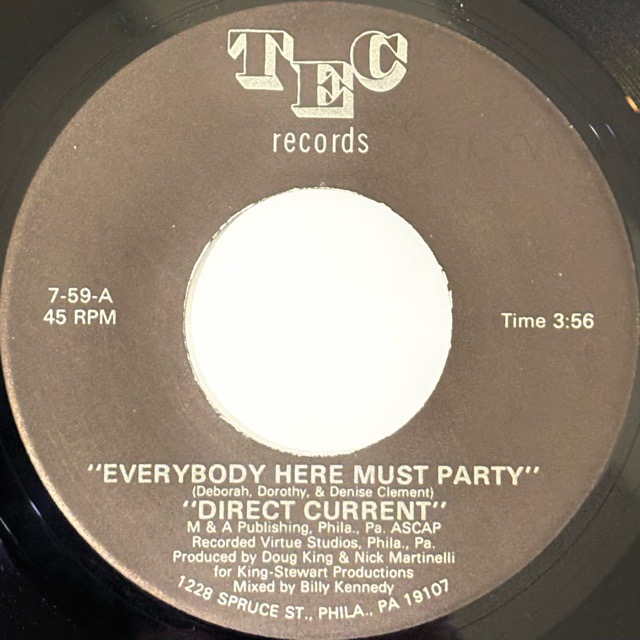 TEC
records
7-59-A
45 RPM
Time 3:56
"EVERYBODY HERE MUST PARTY"
(Deborah, Dorothy, & Denise Clement)
"DIRECT CURRENT"
M & A Publishing, Phila., Pa. ASCAP
Recorded Virtue Studios, Phila., Pa.
Produced by Doug King & Nick Martinelli
for King-Stewart Productions
Mixed by Billy Kennedy
1228 SPRUCE ST., PHILA., PA 19107